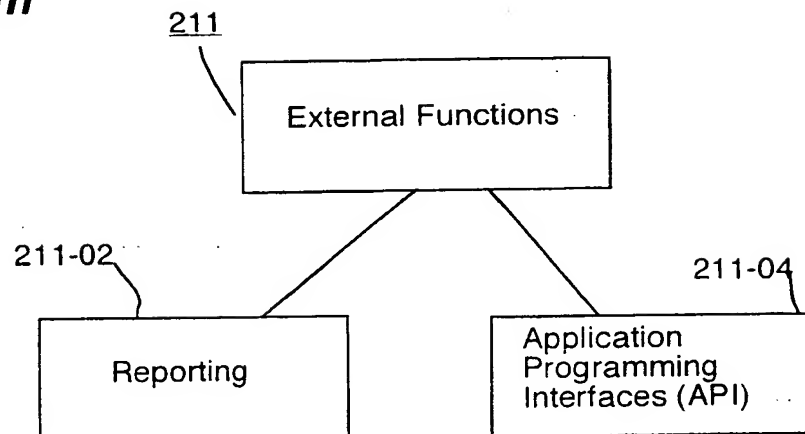 211
External Functions
211-02
211-04
Reporting
Application
Programming
Interfaces (API)